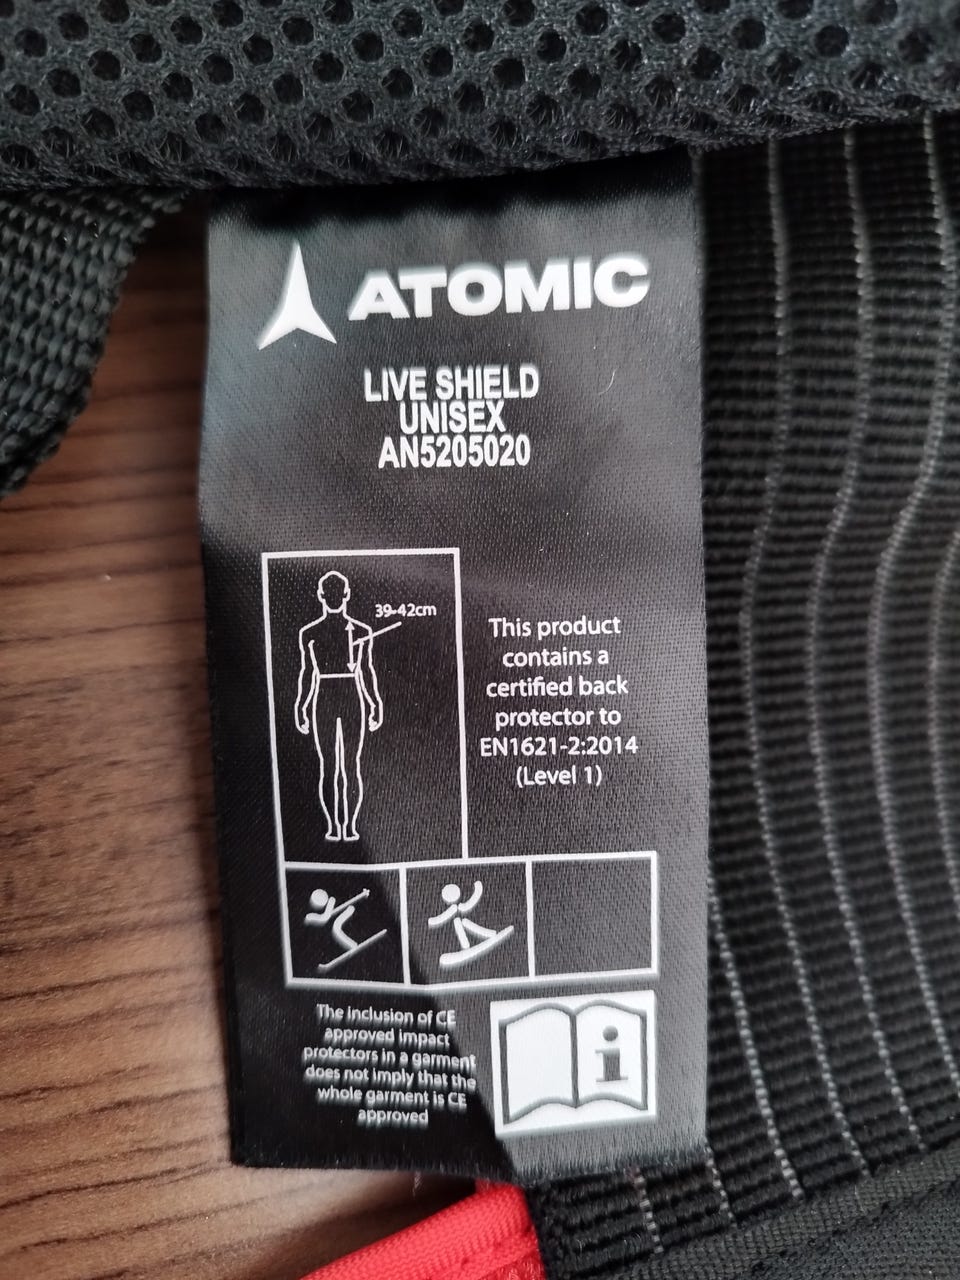 ATOMIC
LIVE SHIELD
UNISEX
AN5205020
39-42cm
This product
contains a
certified back
protector to
EN1621-2:2014
(Level 1)
The inclusion of CE
approved impact
protectors in a garment
does not imply that the
whole garment is CE
approved
i